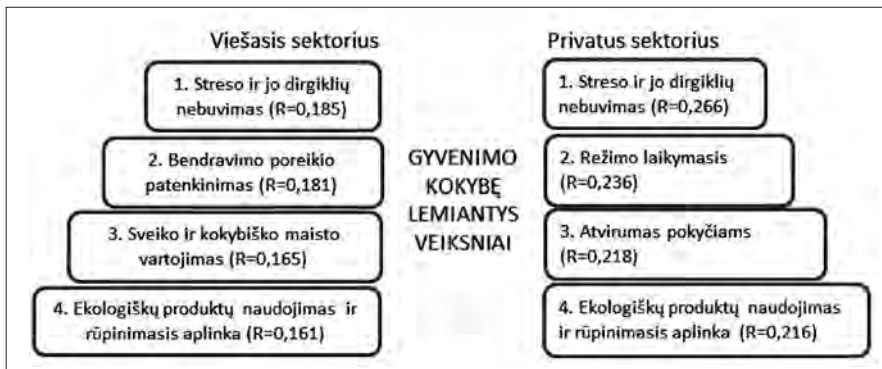 Viešasis sektorius
1. Streso ir jo dirgiklių
nebuvimas (R=0,185)
2. Bendravimo poreikio
patenkinimas (R=0,181)
3. Sveiko ir kokybiško maisto
vartojimas (R=0,165)
4. Ekologiškų produktų naudojimas ir
rūpinimasis aplinka (R=0,161)
GYVENIMO
KOKYBĘ
LEMIANTYS
VEIKSNIAI
Privatus sektorius
1. Streso ir jo dirgiklių
nebuvimas (R=0,266)
2. Režimo laikymasis
(R=0,236)
3. Atvirumas pokyčiams
(R=0,218)
4. Ekologiškų produktų naudojimas
ir rūpinimasis aplinka (R=0,216)